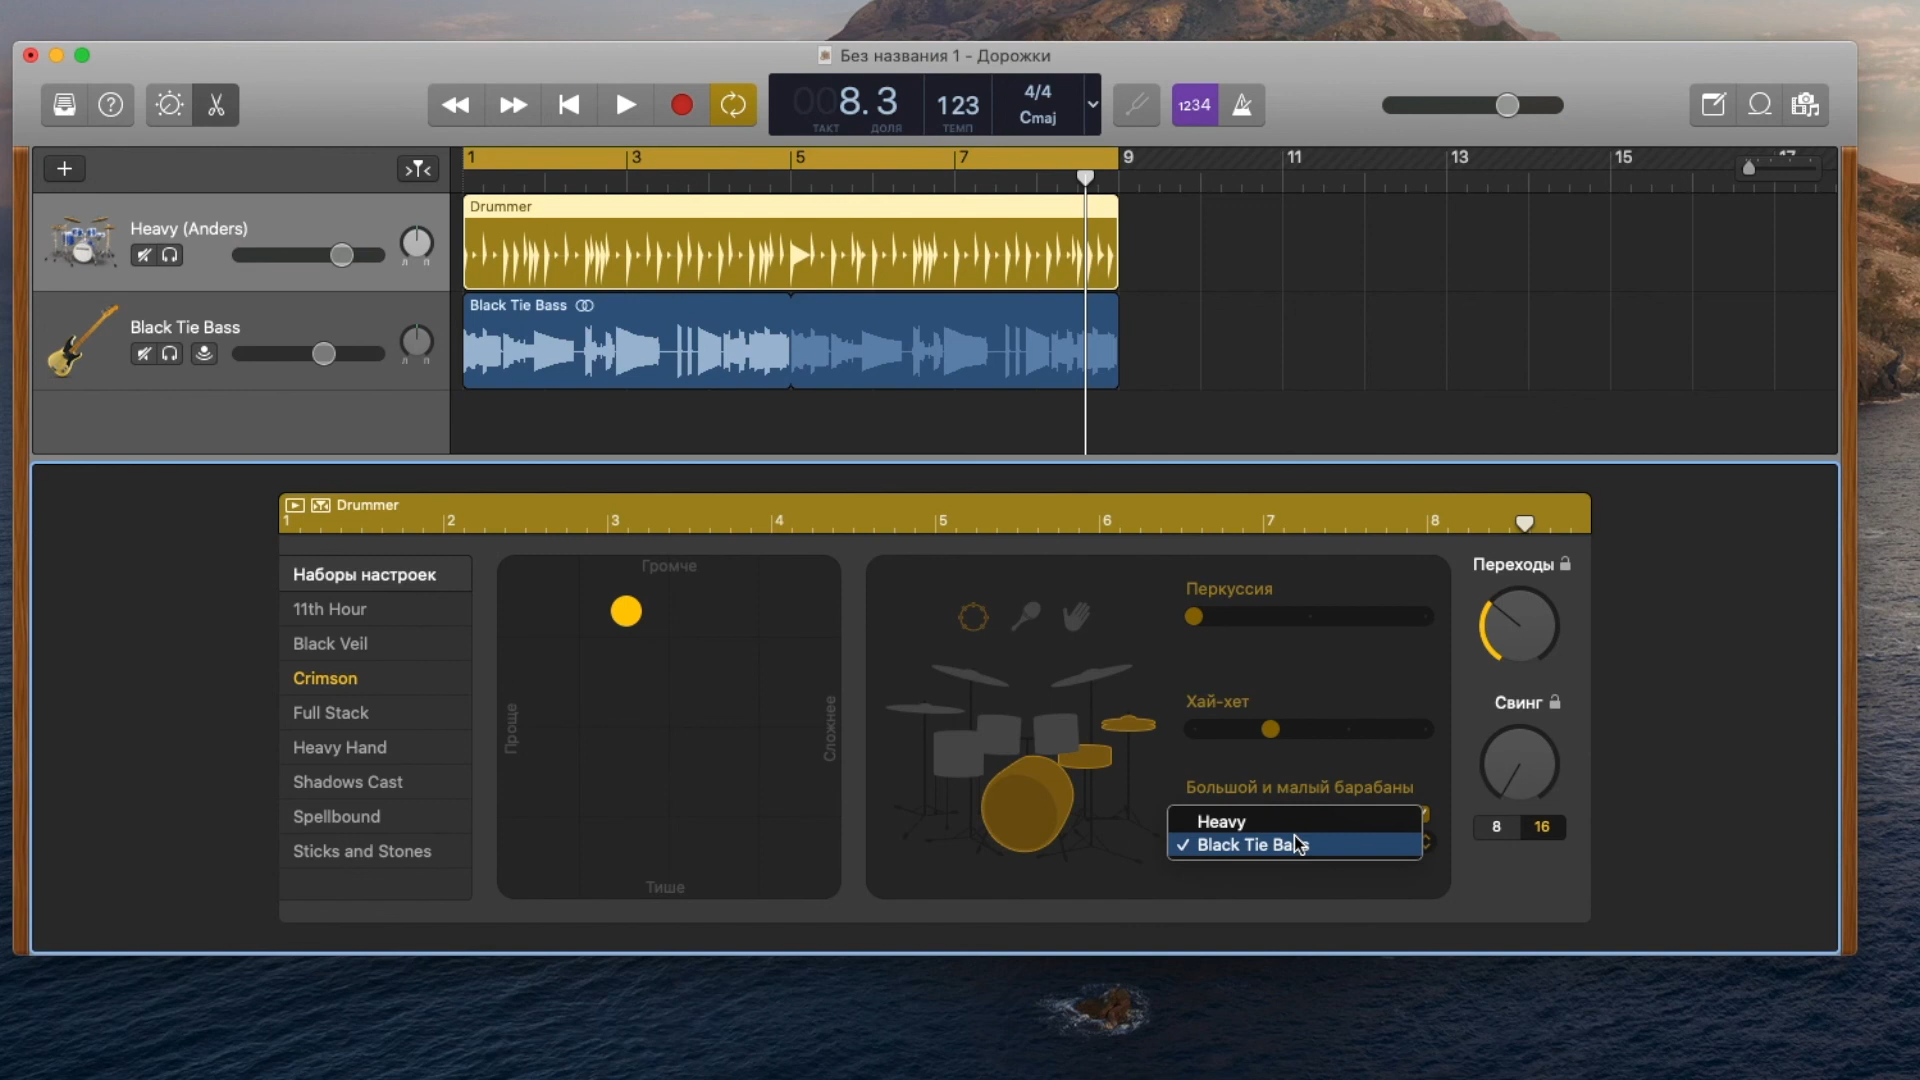 Без названия 1 - Дорожки
008.3
ТАКТ ДОЛЯ
123
ТЕМП
4/4
Cmaj
1234
1 3 5 7 9 11 13 15 17
Heavy (Anders)
Л П
Drummer
Black Tie Bass
Л П
Black Tie Bass
Drummer
1 2 3 4 5 6 7 8
Наборы настроек
11th Hour
Black Veil
Crimson
Full Stack
Heavy Hand
Shadows Cast
Spellbound
Sticks and Stones
Громче
Проще
Сложнее
Тише
Перкуссия
Хай-хет
Большой и малый барабаны
Heavy
✓ Black Tie Bass
Переходы
Свинг
8 16